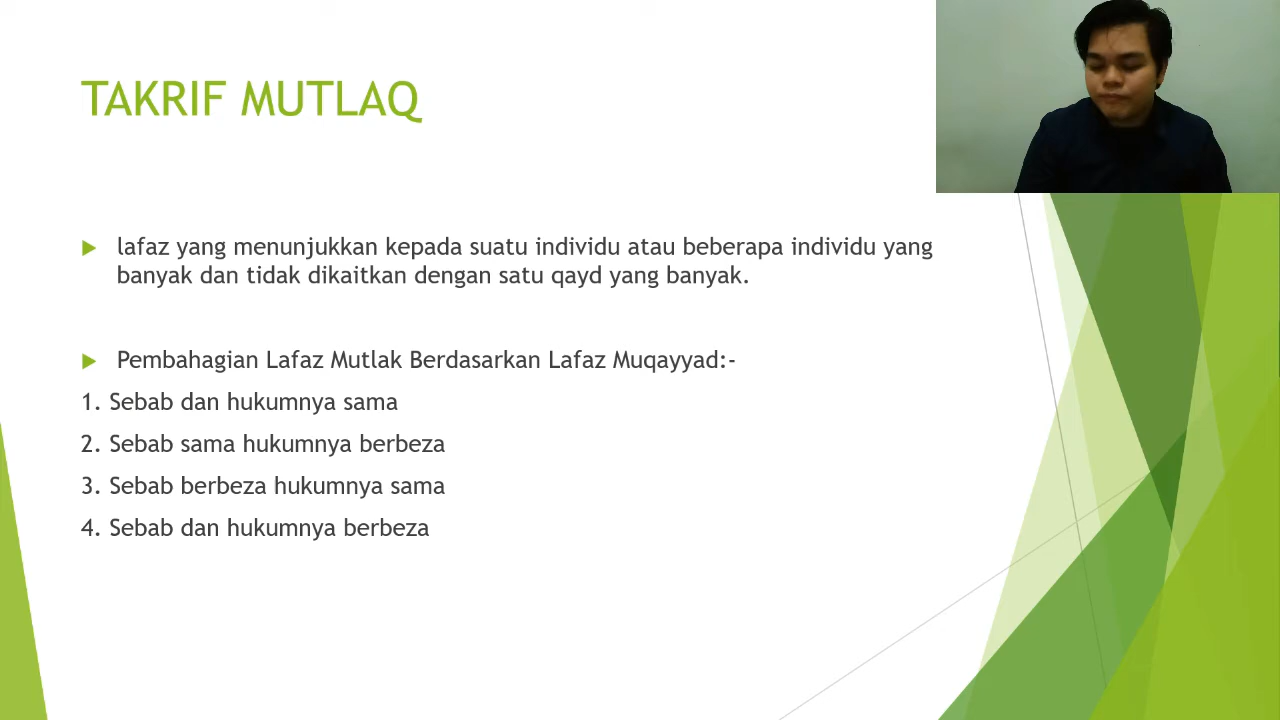 TAKRIF MUTLAQ
lafaz yang menunjukkan kepada suatu individu atau beberapa individu yang
banyak dan tidak dikaitkan dengan satu qayd yang banyak.
Pembahagian Lafaz Mutlak Berdasarkan Lafaz Muqayyad:-
1. Sebab dan hukumnya sama
2. Sebab sama hukumnya berbeza
3. Sebab berbeza hukumnya sama
4. Sebab dan hukumnya berbeza